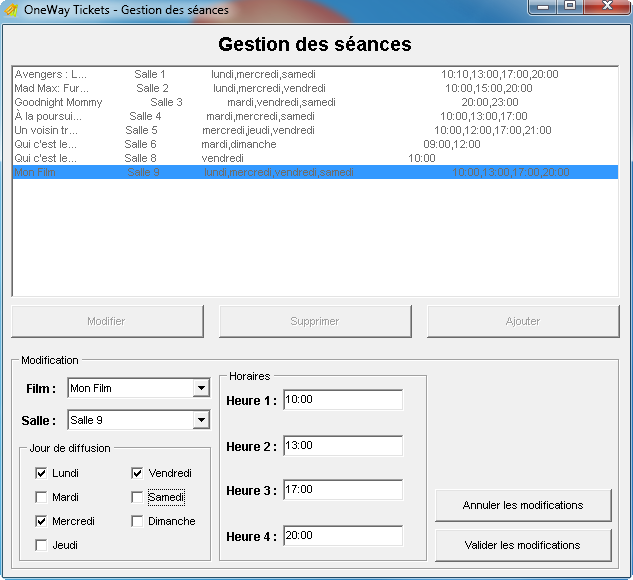 OneWay Tickets - Gestion des séances
Gestion des séances
Avengers : L... Salle 1 lundi,mercredi,samedi 10:10,13:00,17:00,20:00
Mad Max: Fur... Salle 2 lundi,mercredi,vendredi 10:00,15:00,20:00
Goodnight Mommy Salle 3 mardi,vendredi,samedi 20:00,23:00
À la poursui... Salle 4 mardi,mercredi,samedi 10:00,13:00,17:00
Un voisin tr... Salle 5 mercredi,jeudi,vendredi 10:00,12:00,17:00,21:00
Qui c'est le... Salle 6 mardi,dimanche 09:00,12:00
Qui c'est le... Salle 8 vendredi 10:00
Mon Film Salle 9 lundi,mercredi,vendredi,samedi 10:00,13:00,17:00,20:00
Modifier Supprimer Ajouter
Modification
Film : Mon Film
Salle : Salle 9
Jour de diffusion
Lundi Vendredi
Mardi Samedi
Mercredi Dimanche
Jeudi
Horaires
Heure 1 : 10:00
Heure 2 : 13:00
Heure 3 : 17:00
Heure 4 : 20:00
Annuler les modifications
Valider les modifications